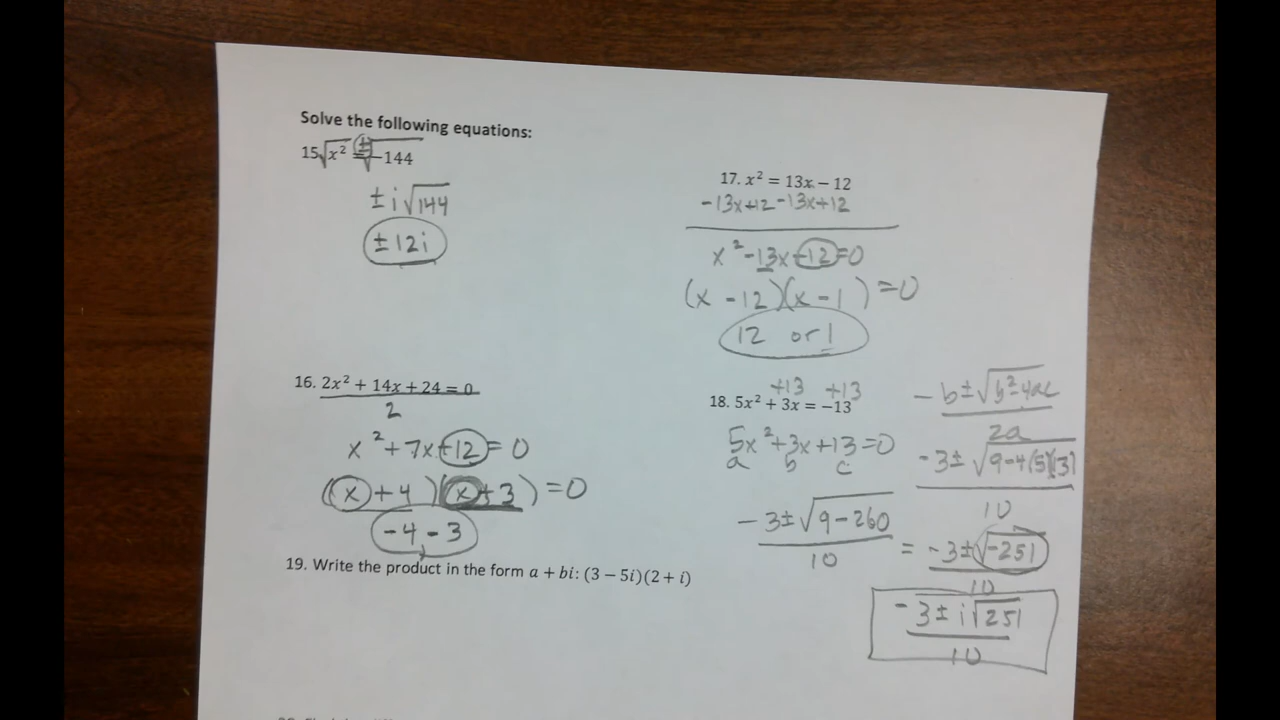 Solve the following equations:
15. √x² = ±√-144
± i√144
± 12i
17. x² = 13x − 12
-13x+12 -13x+12
x² -13x +12 = 0
(x - 12)(x - 1) = 0
12 or 1
16. 2x² + 14x + 24 = 0
2
x² + 7x + 12 = 0
(x + 4)(x + 3) = 0
-4, -3
+13 +13
18. 5x² + 3x = −13
5x² + 3x + 13 = 0
a b c
-b ± √b²-4ac
2a
-3 ± √9-4(5)(13)
10
-3 ± √9-260
10
= -3 ± √-251
10
-3 ± i√251
10
19. Write the product in the form a + bi: (3 − 5i)(2 + i)